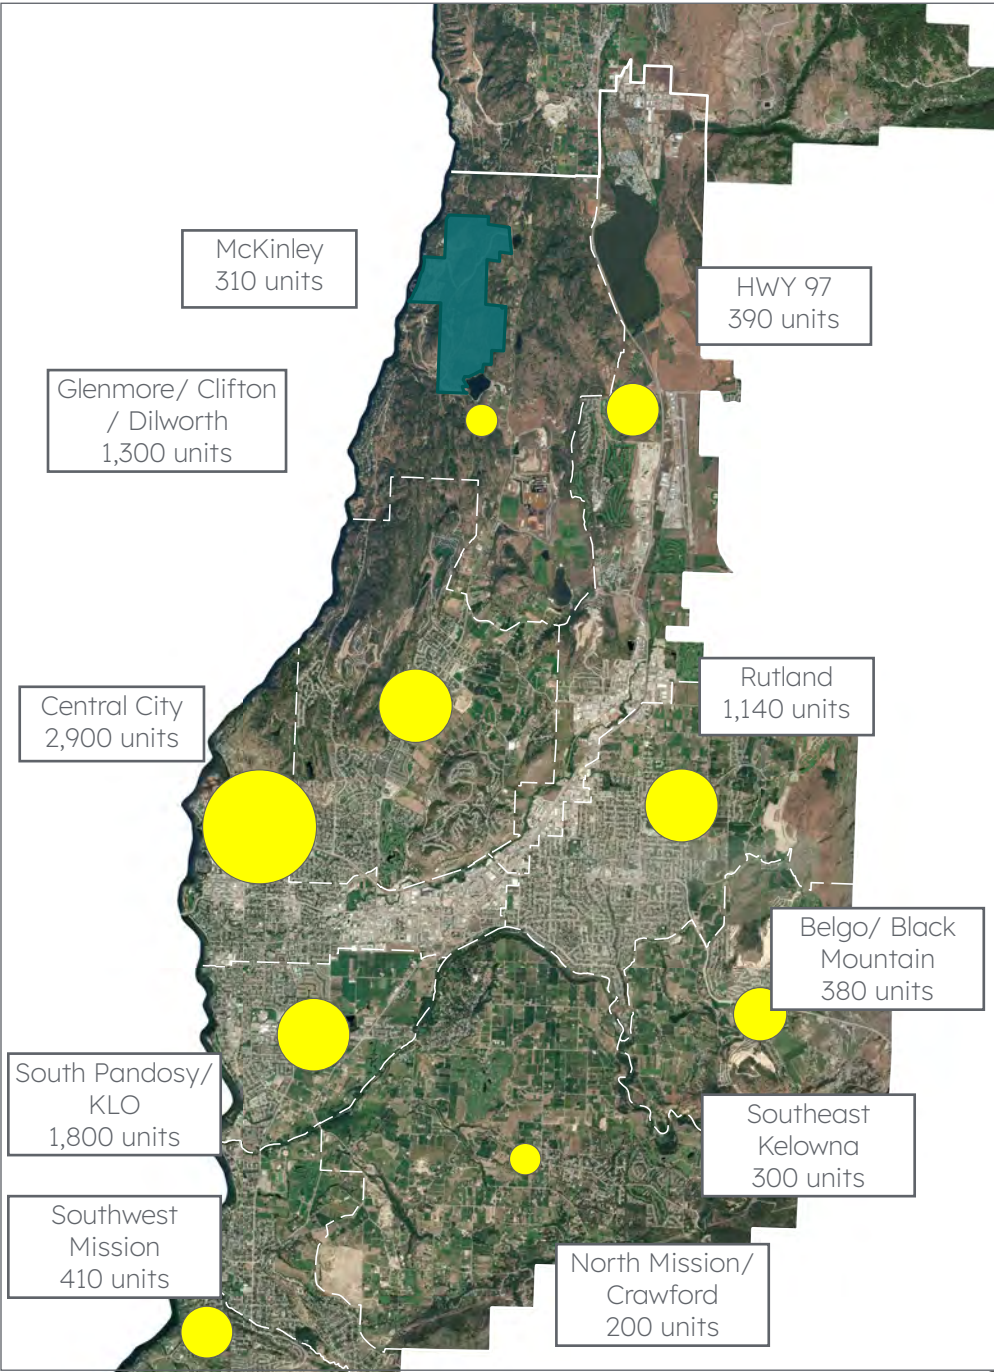 McKinley
310 units
HWY 97
390 units
Glenmore/ Clifton
/ Dilworth
1,300 units
Central City
2,900 units
Rutland
1,140 units
Belgo/ Black
Mountain
380 units
South Pandosy/
KLO
1,800 units
Southeast
Kelowna
300 units
Southwest
Mission
410 units
North Mission/
Crawford
200 units